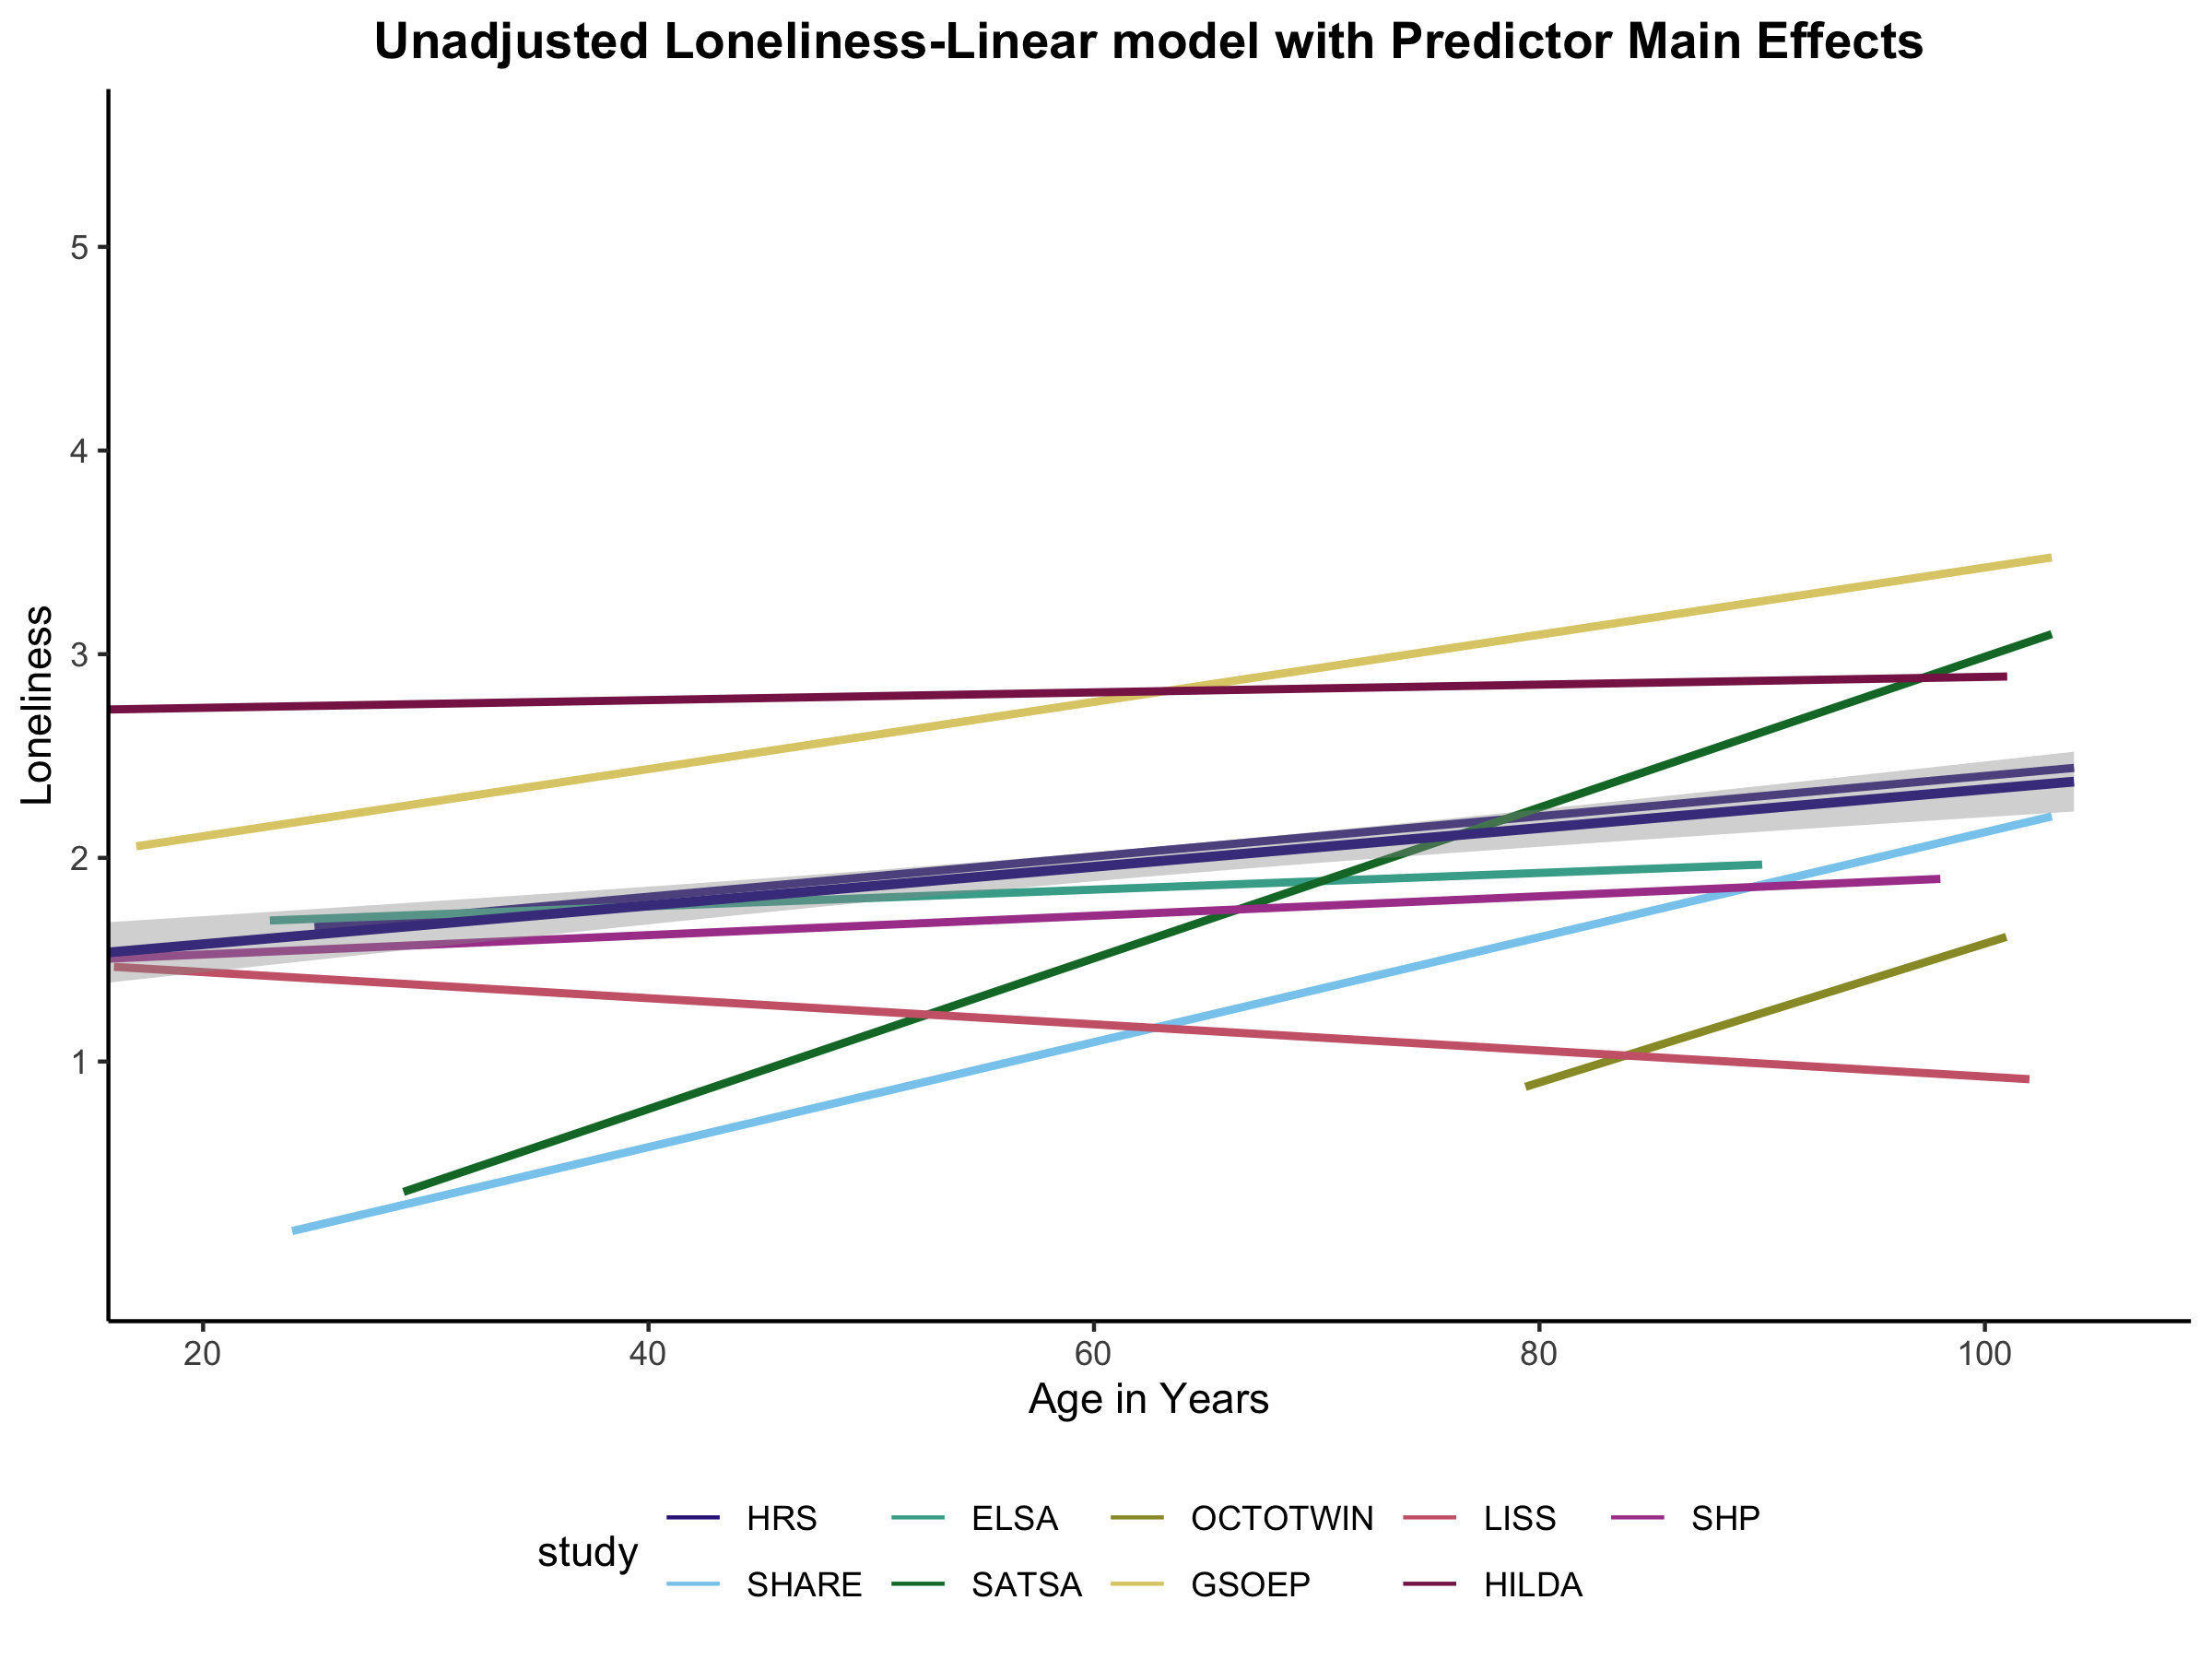 Unadjusted Loneliness-Linear model with Predictor Main Effects
Loneliness
5
4
3
2
1
20 40 60 80 100
Age in Years
study
HRS ELSA OCTOTWIN LISS SHP
SHARE SATSA GSOEP HILDA